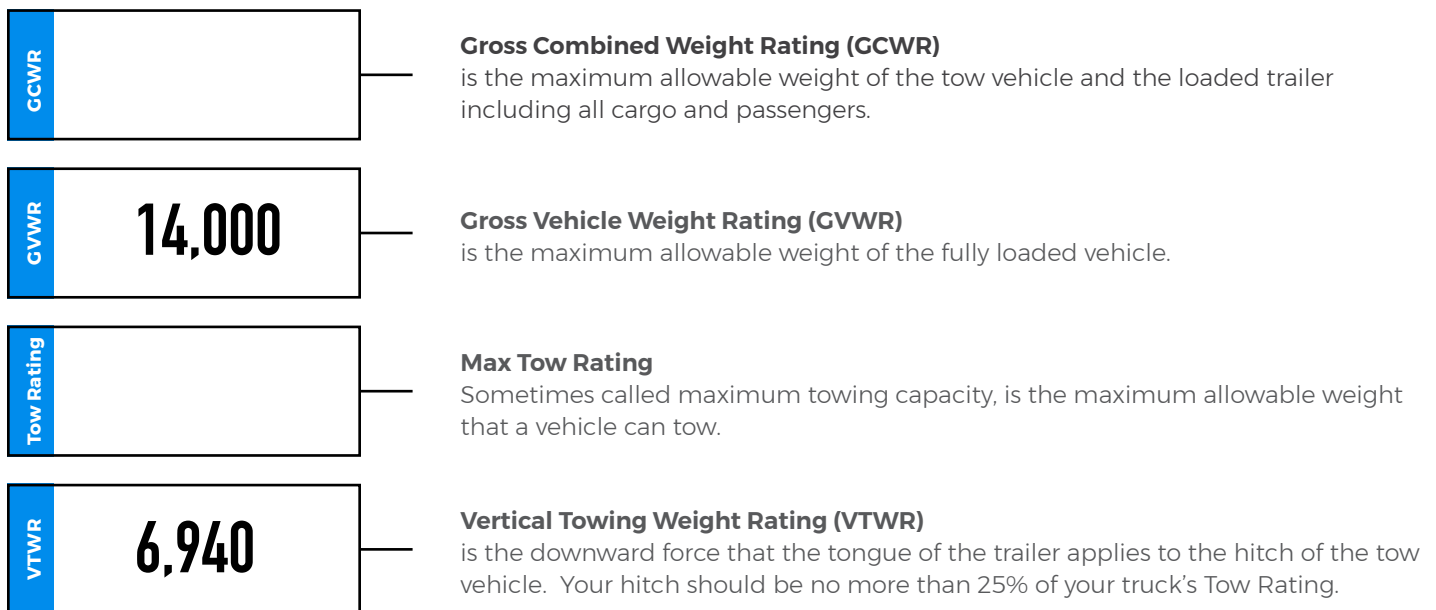 GCWR
Gross Combined Weight Rating (GCWR)
is the maximum allowable weight of the tow vehicle and the loaded trailer
including all cargo and passengers.
GVWR
14,000
Gross Vehicle Weight Rating (GVWR)
is the maximum allowable weight of the fully loaded vehicle.
Tow Rating
Max Tow Rating
Sometimes called maximum towing capacity, is the maximum allowable weight
that a vehicle can tow.
VTWR
6,940
Vertical Towing Weight Rating (VTWR)
is the downward force that the tongue of the trailer applies to the hitch of the tow
vehicle.  Your hitch should be no more than 25% of your truck's Tow Rating.